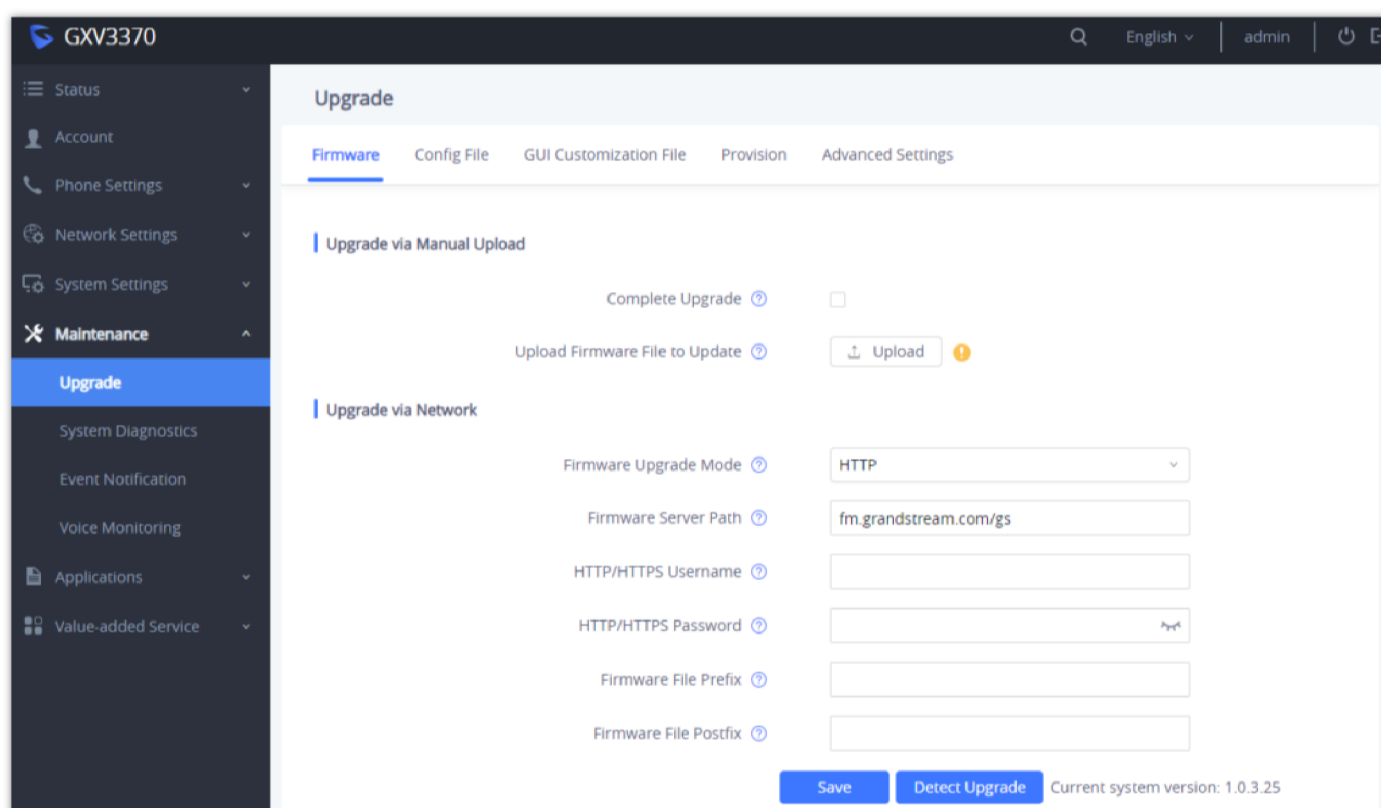 GXV3370
English
admin
Status
Account
Phone Settings
Network Settings
System Settings
Maintenance
Upgrade
System Diagnostics
Event Notification
Voice Monitoring
Applications
Value-added Service
Upgrade
Firmware Config File GUI Customization File Provision Advanced Settings
Upgrade via Manual Upload
Complete Upgrade ?
Upload Firmware File to Update ? Upload !
Upgrade via Network
Firmware Upgrade Mode ? HTTP
Firmware Server Path ? fm.grandstream.com/gs
HTTP/HTTPS Username ?
HTTP/HTTPS Password ?
Firmware File Prefix ?
Firmware File Postfix ?
Save Detect Upgrade Current system version: 1.0.3.25